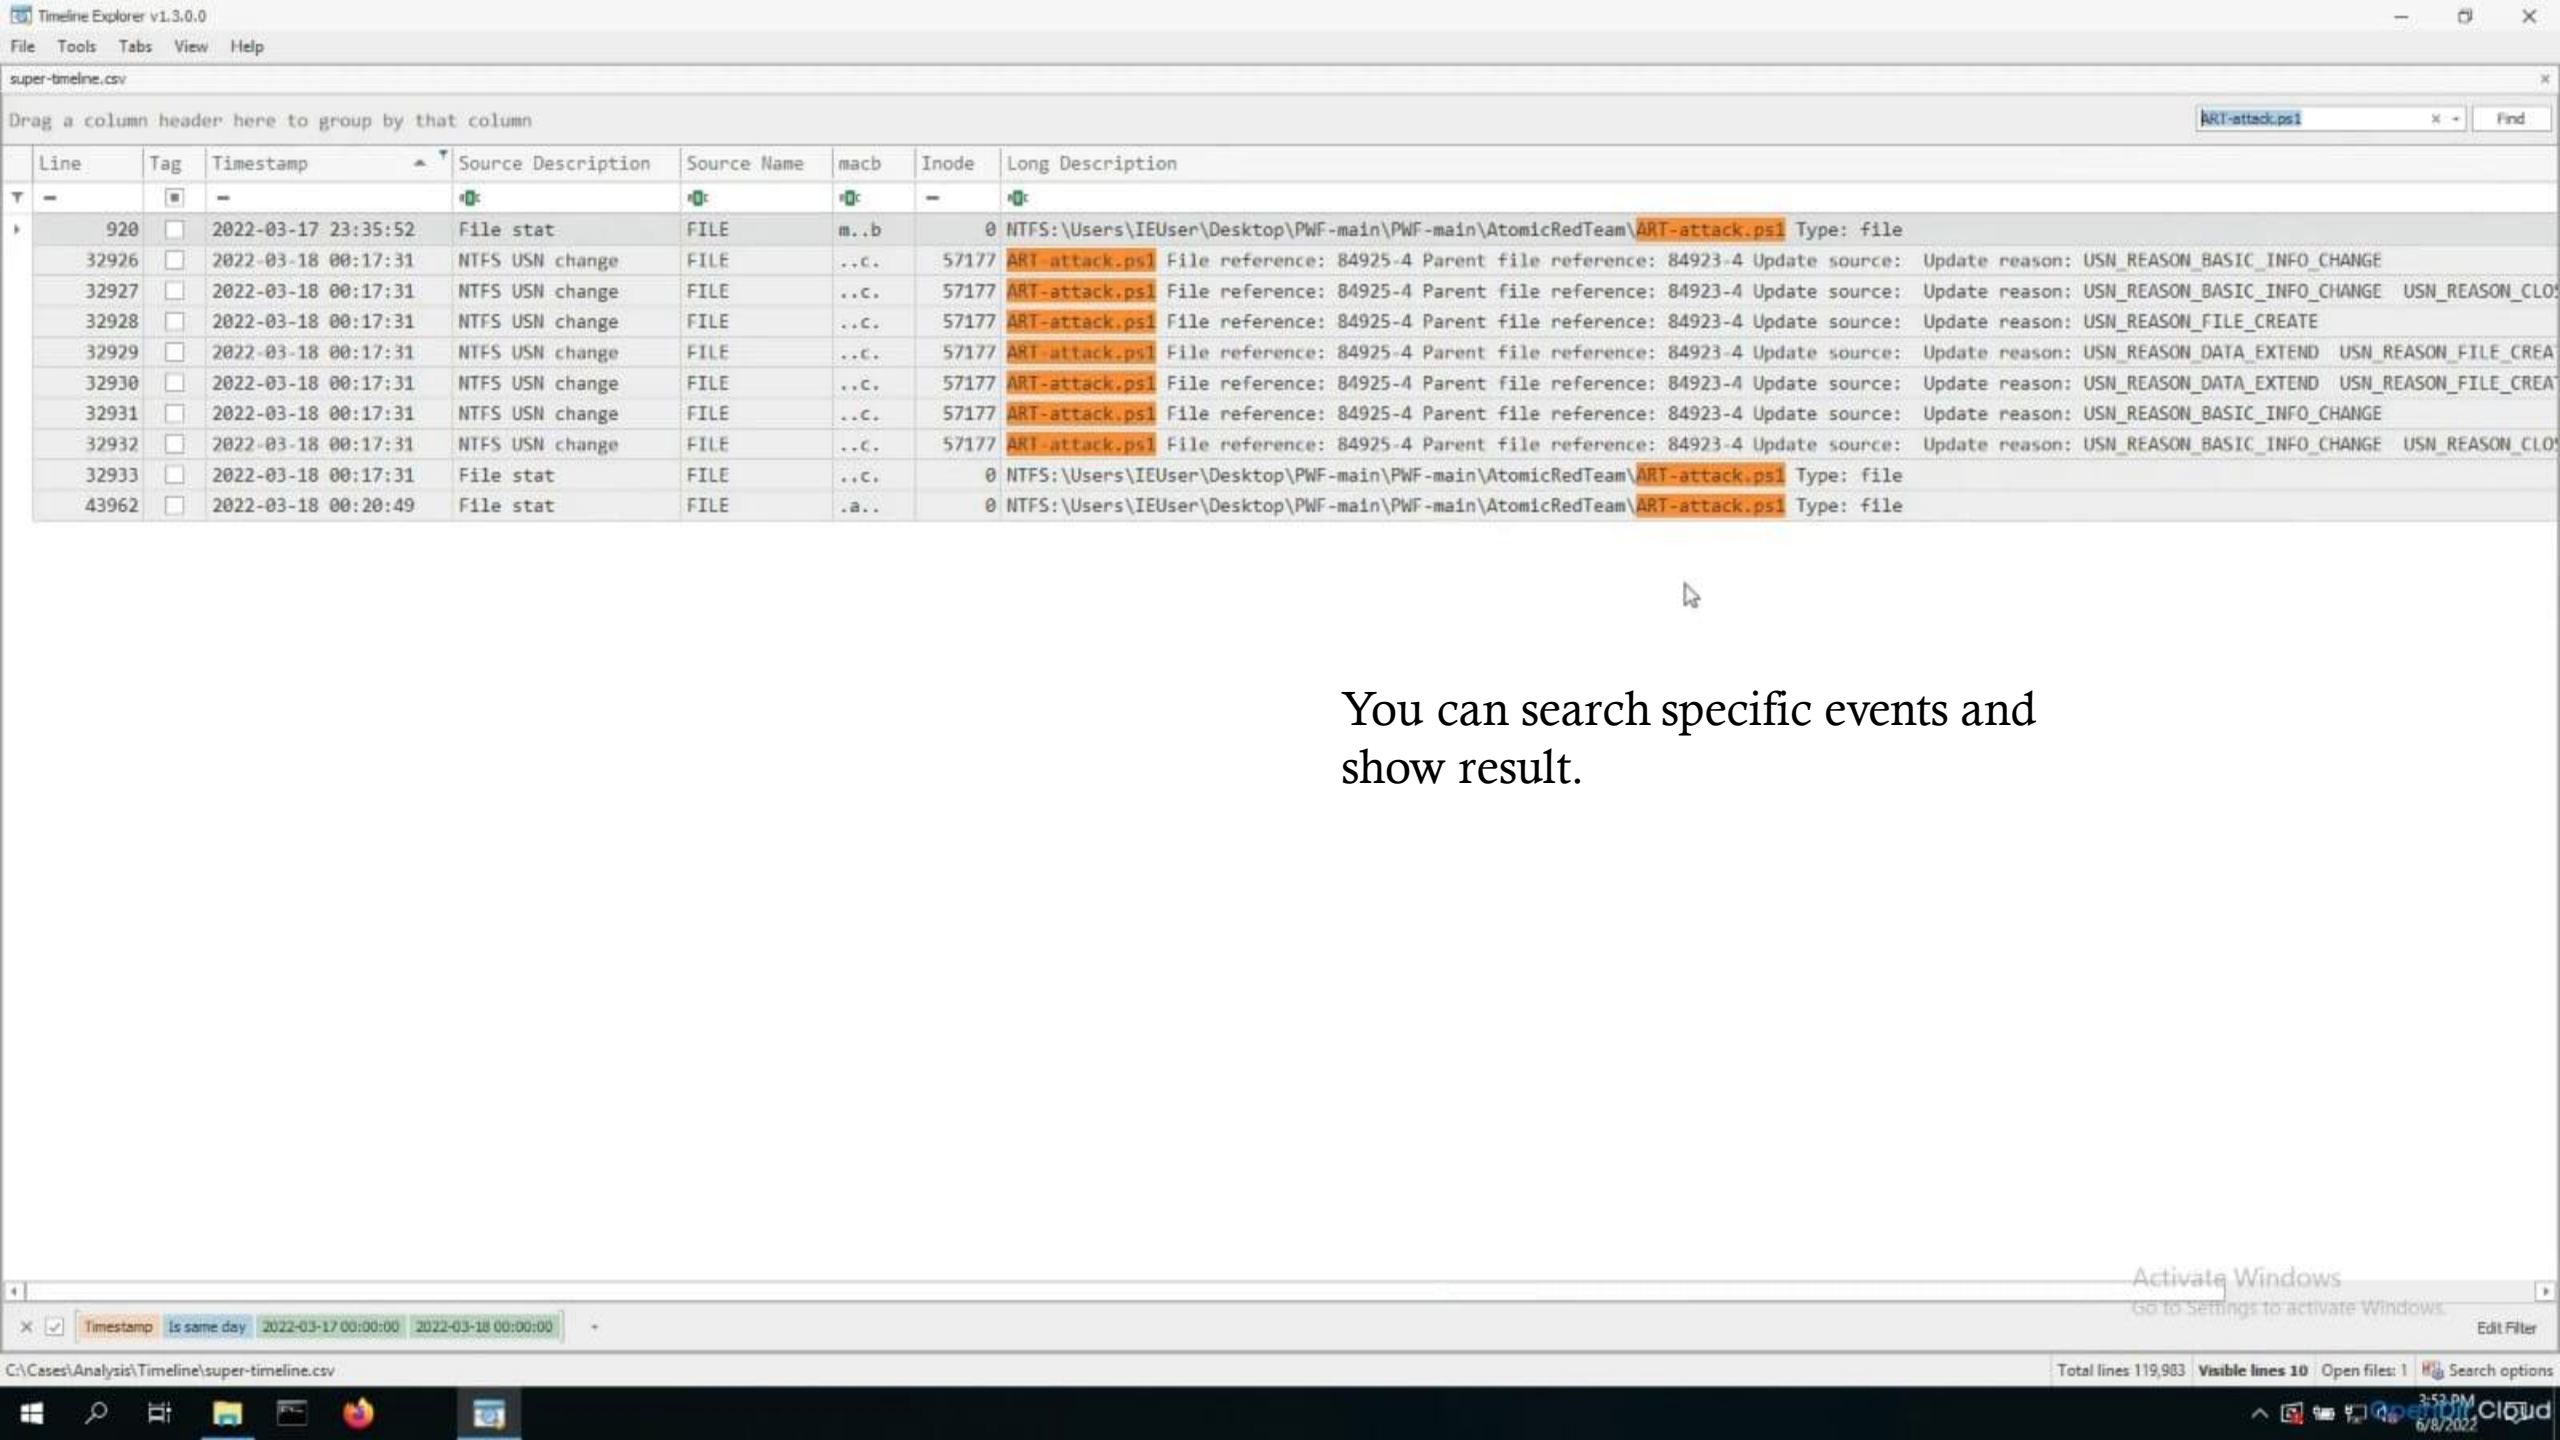 Timeline Explorer v1.3.0.0
File Tools Tabs View Help
super-timeline.csv
Drag a column header here to group by that column
ART-attack.ps1 Find
Line Tag Timestamp Source Description Source Name macb Inode Long Description
920 2022-03-17 23:35:52 File stat FILE m..b 0 NTFS:\Users\IEUser\Desktop\PWF-main\PWF-main\AtomicRedTeam\ART-attack.ps1 Type: file
32926 2022-03-18 00:17:31 NTFS USN change FILE ..c. 57177 ART-attack.ps1 File reference: 84925-4 Parent file reference: 84923-4 Update source: Update reason: USN_REASON_BASIC_INFO_CHANGE
32927 2022-03-18 00:17:31 NTFS USN change FILE ..c. 57177 ART-attack.ps1 File reference: 84925-4 Parent file reference: 84923-4 Update source: Update reason: USN_REASON_BASIC_INFO_CHANGE USN_REASON_CLOS
32928 2022-03-18 00:17:31 NTFS USN change FILE ..c. 57177 ART-attack.ps1 File reference: 84925-4 Parent file reference: 84923-4 Update source: Update reason: USN_REASON_FILE_CREATE
32929 2022-03-18 00:17:31 NTFS USN change FILE ..c. 57177 ART-attack.ps1 File reference: 84925-4 Parent file reference: 84923-4 Update source: Update reason: USN_REASON_DATA_EXTEND USN_REASON_FILE_CREAT
32930 2022-03-18 00:17:31 NTFS USN change FILE ..c. 57177 ART-attack.ps1 File reference: 84925-4 Parent file reference: 84923-4 Update source: Update reason: USN_REASON_DATA_EXTEND USN_REASON_FILE_CREAT
32931 2022-03-18 00:17:31 NTFS USN change FILE ..c. 57177 ART-attack.ps1 File reference: 84925-4 Parent file reference: 84923-4 Update source: Update reason: USN_REASON_BASIC_INFO_CHANGE
32932 2022-03-18 00:17:31 NTFS USN change FILE ..c. 57177 ART-attack.ps1 File reference: 84925-4 Parent file reference: 84923-4 Update source: Update reason: USN_REASON_BASIC_INFO_CHANGE USN_REASON_CLOS
32933 2022-03-18 00:17:31 File stat FILE ..c. 0 NTFS:\Users\IEUser\Desktop\PWF-main\PWF-main\AtomicRedTeam\ART-attack.ps1 Type: file
43962 2022-03-18 00:20:49 File stat FILE .a.. 0 NTFS:\Users\IEUser\Desktop\PWF-main\PWF-main\AtomicRedTeam\ART-attack.ps1 Type: file
You can search specific events and
show result.
Activate Windows
Go to Settings to activate Windows.
Timestamp Is same day 2022-03-17 00:00:00 2022-03-18 00:00:00 Edit Filter
C:\Cases\Analysis\Timeline\super-timeline.csv Total lines 119,983 Visible lines 10 Open files: 1 Search options
3:53 PM
Cloud
6/8/2022